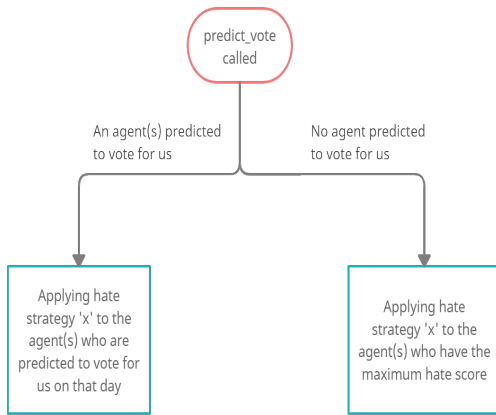 predict_vote
called
An agent(s) predicted
to vote for us
No agent predicted
to vote for us
Applying hate
strategy 'x' to the
agent(s) who are
predicted to vote for
us on that day
Applying hate
strategy 'x' to the
agent(s) who have the
maximum hate score